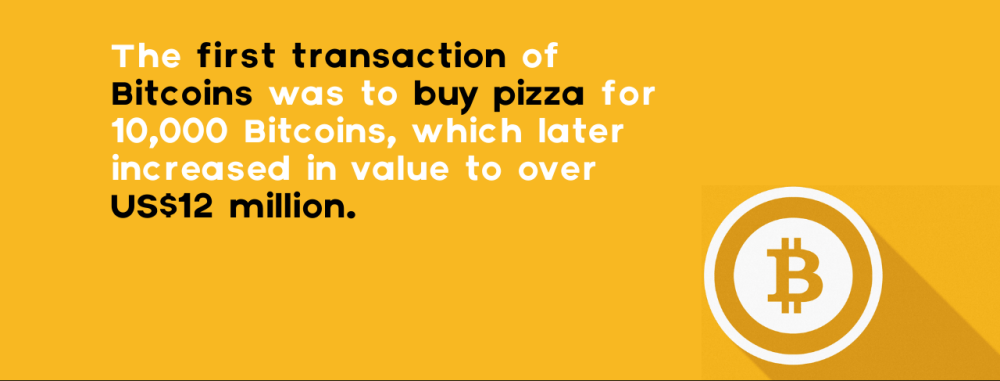 The first transaction of
Bitcoins was to buy pizza for
10,000 Bitcoins, which later
increased in value to over
US$12 million.